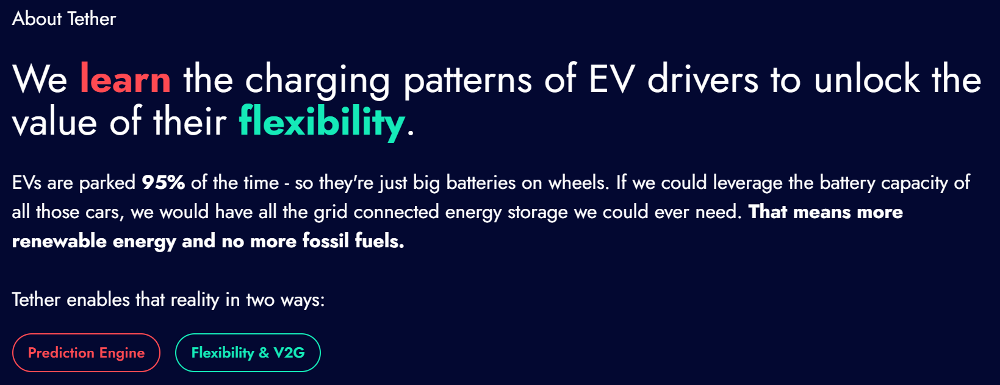 About Tether
We learn the charging patterns of EV drivers to unlock the
value of their flexibility.
EVs are parked 95% of the time - so they're just big batteries on wheels. If we could leverage the battery capacity of
all those cars, we would have all the grid connected energy storage we could ever need. That means more
renewable energy and no more fossil fuels.
Tether enables that reality in two ways:
Prediction Engine
Flexibility & V2G